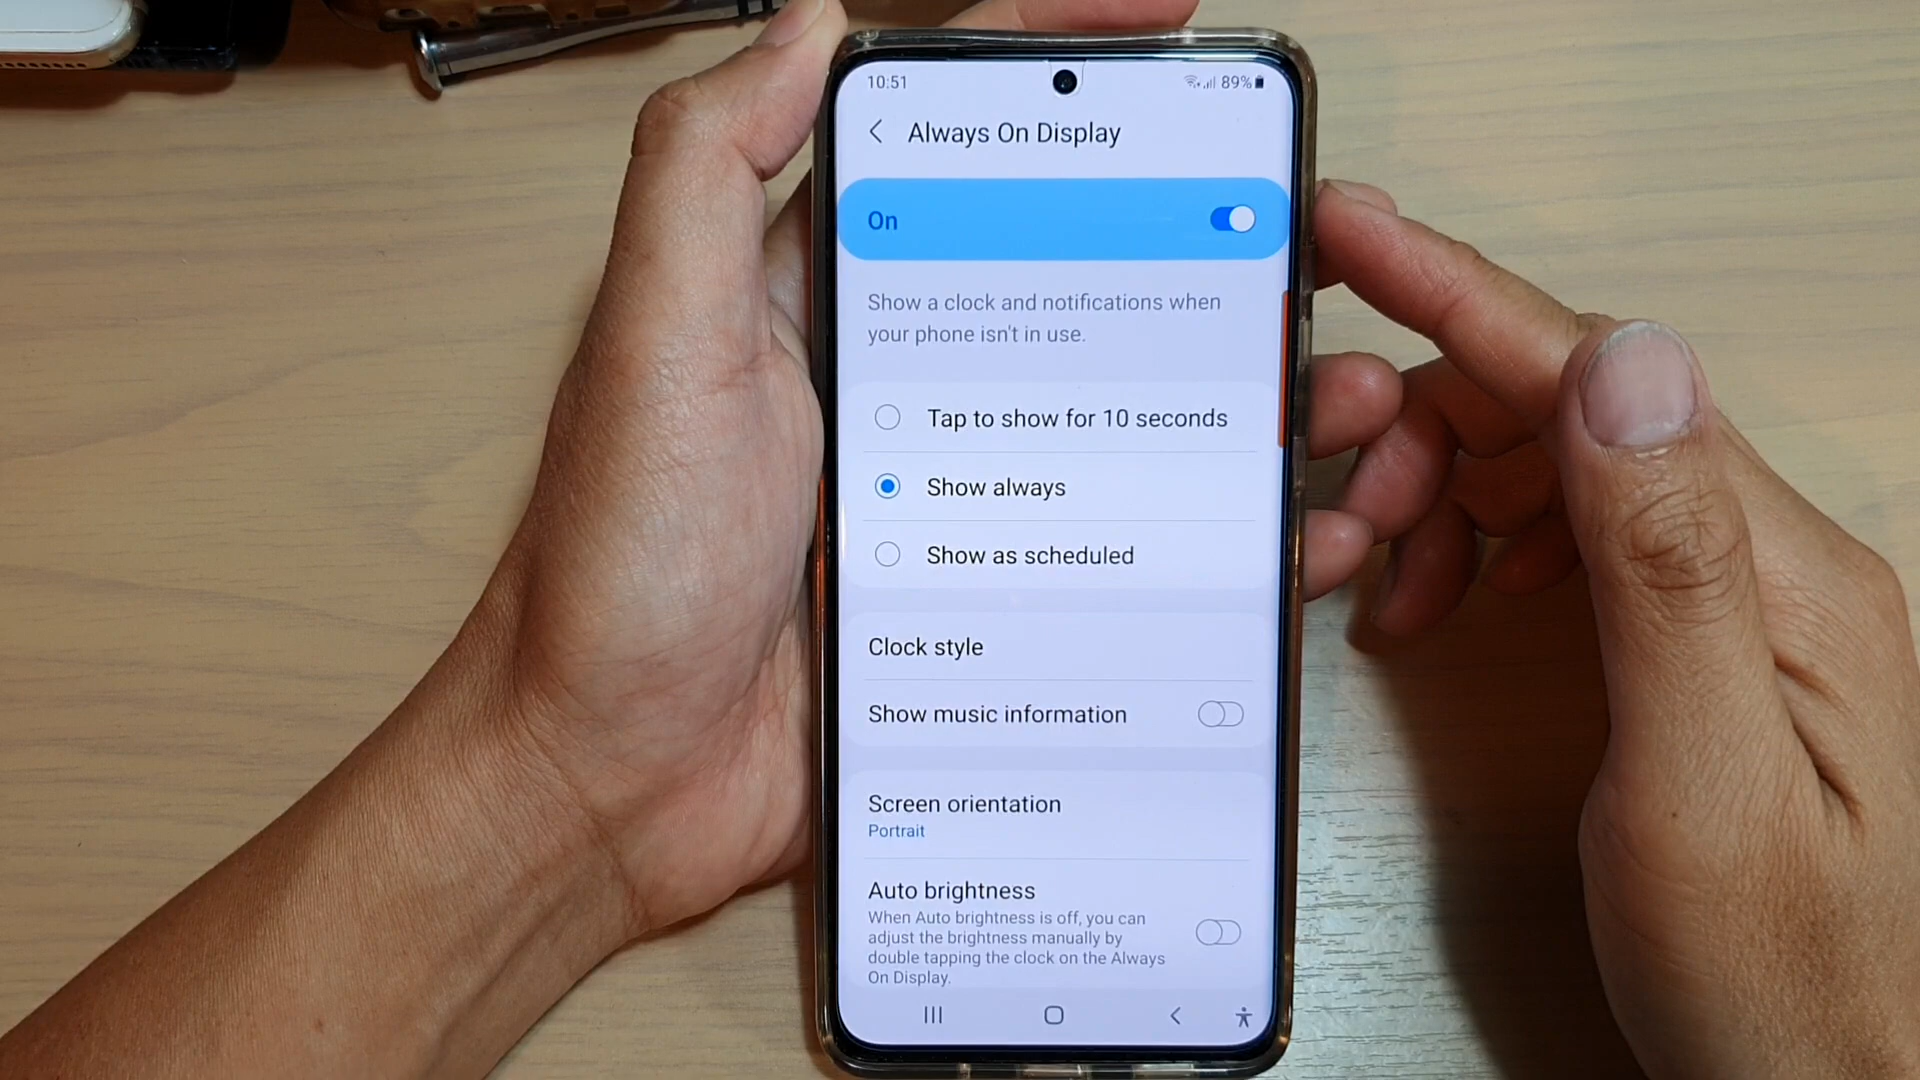 10:51
89%
Always On Display
On
Show a clock and notifications when
your phone isn't in use.
Tap to show for 10 seconds
Show always
Show as scheduled
Clock style
Show music information
Screen orientation
Portrait
Auto brightness
When Auto brightness is off, you can
adjust the brightness manually by
double tapping the clock on the Always
On Display.